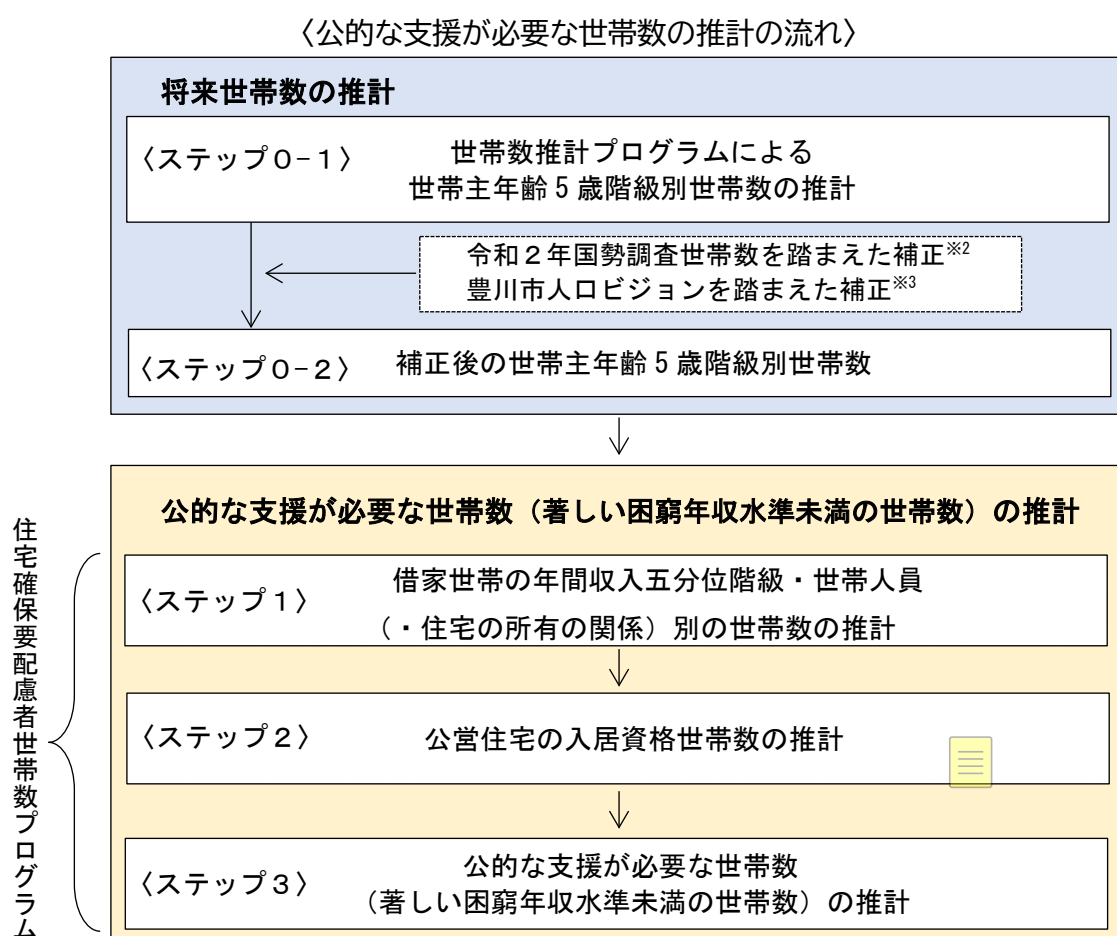 〈公的な支援が必要な世帯数の推計の流れ〉
将来世帯数の推計
〈ステップ０-１〉
世帯数推計プログラムによる
世帯主年齢５歳階級別世帯数の推計
令和２年国勢調査世帯数を踏まえた補正※2
豊川市人口ビジョンを踏まえた補正※3
〈ステップ０-２〉
補正後の世帯主年齢５歳階級別世帯数
公的な支援が必要な世帯数（著しい困窮年収水準未満の世帯数）の推計
住宅確保要配慮者世帯数プログラム
〈ステップ１〉
借家世帯の年間収入五分位階級・世帯人員
（・住宅の所有の関係）別の世帯数の推計
〈ステップ２〉
公営住宅の入居資格世帯数の推計
〈ステップ３〉
公的な支援が必要な世帯数
（著しい困窮年収水準未満の世帯数）の推計